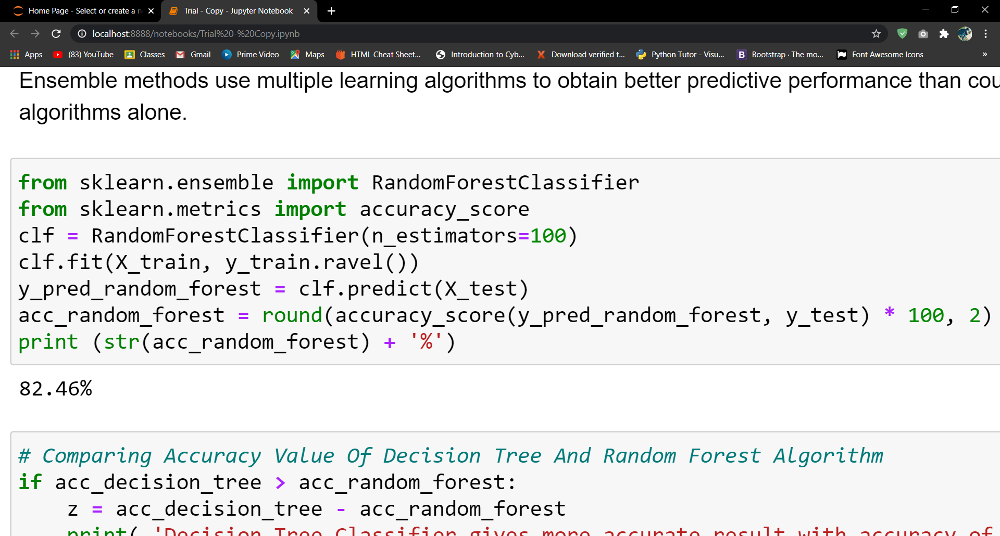 Home Page - Select or create a n
Trial - Copy - Jupyter Notebook
localhost:8888/notebooks/Trial%20-%20Copy.ipynb
Apps (83) YouTube Classes Gmail Prime Video Maps HTML Cheat Sheet... Introduction to Cyb... Download verified t... Python Tutor - Visu... Bootstrap · The mo... Font Awesome Icons »
Ensemble methods use multiple learning algorithms to obtain better predictive performance than cou
algorithms alone.
from sklearn.ensemble import RandomForestClassifier
from sklearn.metrics import accuracy_score
clf = RandomForestClassifier(n_estimators=100)
clf.fit(X_train, y_train.ravel())
y_pred_random_forest = clf.predict(X_test)
acc_random_forest = round(accuracy_score(y_pred_random_forest, y_test) * 100, 2)
print (str(acc_random_forest) + '%')
82.46%
# Comparing Accuracy Value Of Decision Tree And Random Forest Algorithm
if acc_decision_tree > acc_random_forest:
    z = acc_decision_tree - acc_random_forest
    print( 'Decision Tree Classifier gives more accurate result with accuracy of